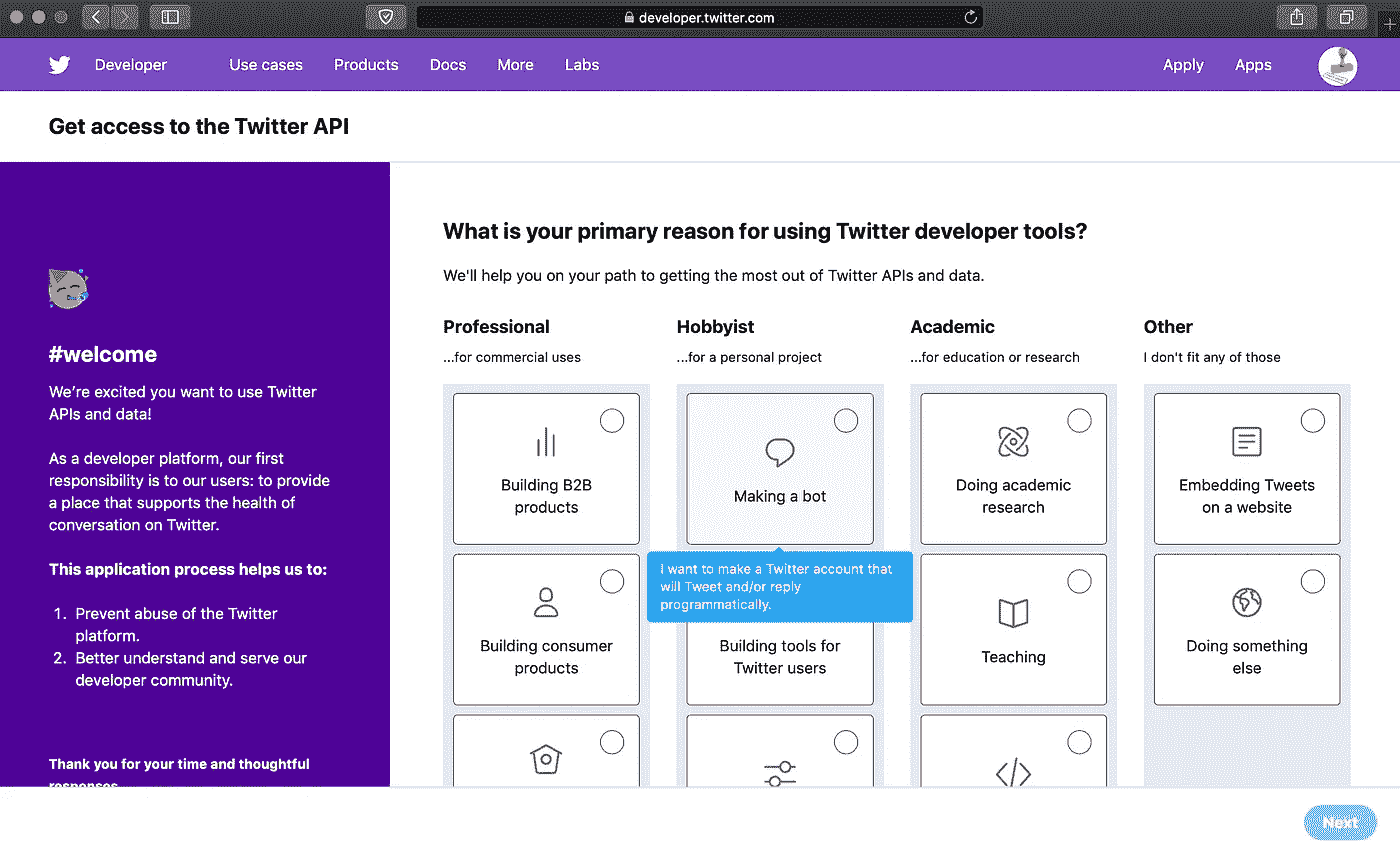 developer.twitter.com
Developer
Use cases
Products
Docs
More
Labs
Apply
Apps
Get access to the Twitter API
#welcome
We’re excited you want to use Twitter
APIs and data!
As a developer platform, our first
responsibility is to our users: to provide
a place that supports the health of
conversation on Twitter.
This application process helps us to:
1. Prevent abuse of the Twitter
platform.
2. Better understand and serve our
developer community.
Thank you for your time and thoughtful
responses
What is your primary reason for using Twitter developer tools?
We'll help you on your path to getting the most out of Twitter APIs and data.
Professional
...for commercial uses
Building B2B
products
Building consumer
products
Hobbyist
...for a personal project
Making a bot
I want to make a Twitter account that
will Tweet and/or reply
programmatically.
Building tools for
Twitter users
Academic
...for education or research
Doing academic
research
Teaching
Other
I don't fit any of those
Embedding Tweets
on a website
Doing something
else
Next